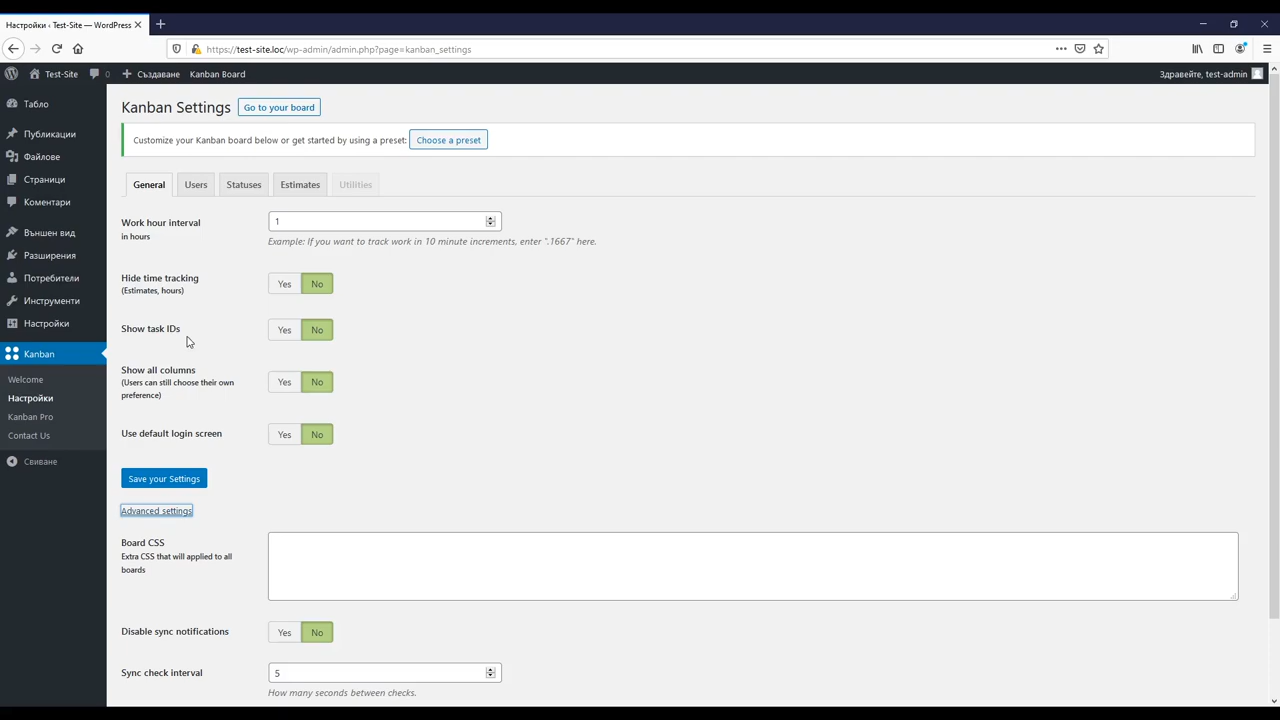 Настройки ‹ Test-Site — WordPress
https://test-site.loc/wp-admin/admin.php?page=kanban_settings
Test-Site 0 Създаване Kanban Board Здравейте, test-admin
Табло
Публикации
Файлове
Страници
Коментари
Външен вид
Разширения
Потребители
Инструменти
Настройки
Kanban
Welcome
Настройки
Kanban Pro
Contact Us
Свиване
Kanban Settings Go to your board
Customize your Kanban board below or get started by using a preset: Choose a preset
General Users Statuses Estimates Utilities
Work hour interval
in hours
1
Example: If you want to track work in 10 minute increments, enter ".1667" here.
Hide time tracking
(Estimates, hours)
Yes No
Show task IDs
Yes No
Show all columns
(Users can still choose their own
preference)
Yes No
Use default login screen
Yes No
Save your Settings
Advanced settings
Board CSS
Extra CSS that will applied to all
boards
Disable sync notifications
Yes No
Sync check interval
5
How many seconds between checks.